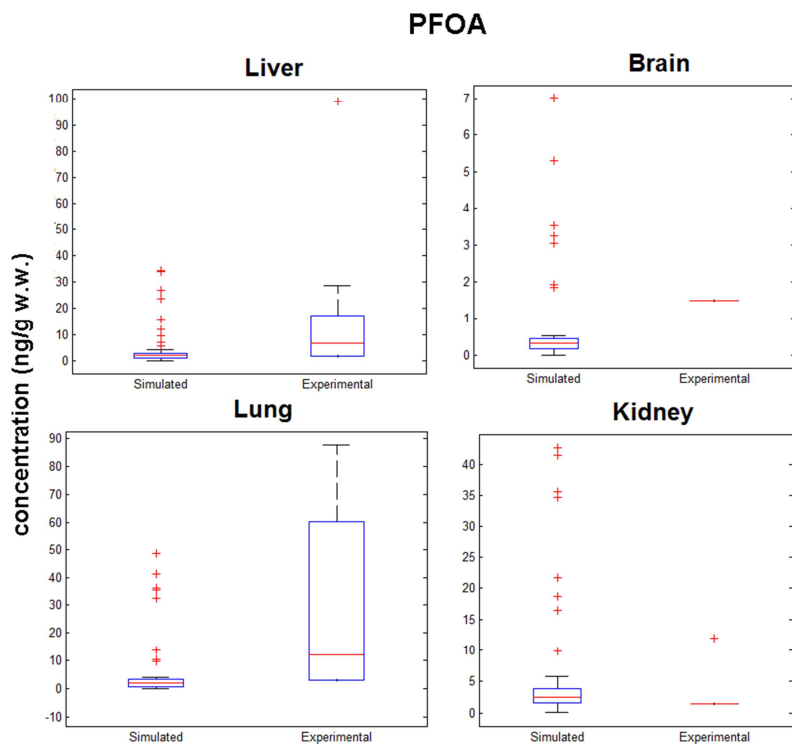 PFOA
Liver
Brain
concentration (ng/g w.w.)
100
90
80
70
60
50
40
30
20
10
0
Simulated
Experimental
7
6
5
4
3
2
1
0
Simulated
Experimental
Lung
Kidney
90
80
70
60
50
40
30
20
10
0
-10
Simulated
Experimental
40
35
30
25
20
15
10
5
0
Simulated
Experimental